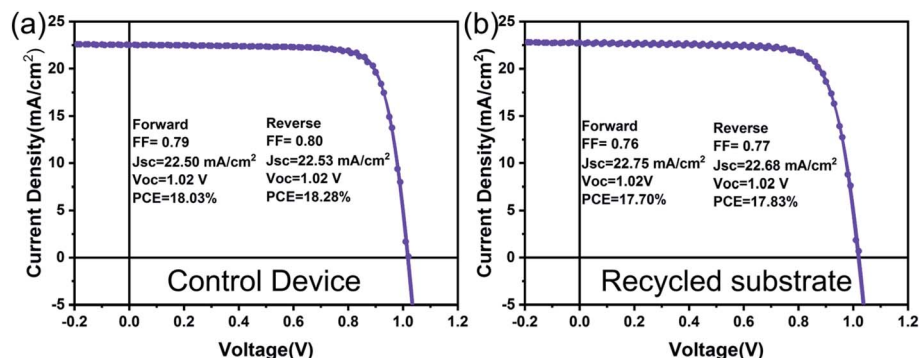 (a)
Current Density(mA/cm²)
25
20
15
10
5
0
-5
Forward
FF= 0.79
Jsc=22.50 mA/cm²
Voc=1.02 V
PCE=18.03%
Reverse
FF= 0.80
Jsc=22.53 mA/cm²
Voc=1.02 V
PCE=18.28%
Control Device
-0.2 0.0 0.2 0.4 0.6 0.8 1.0 1.2
Voltage(V)
(b)
Current Density(mA/cm²)
25
20
15
10
5
0
-5
Forward
FF= 0.76
Jsc=22.75 mA/cm²
Voc=1.02V
PCE=17.70%
Reverse
FF= 0.77
Jsc=22.68 mA/cm²
Voc=1.02 V
PCE=17.83%
Recycled substrate
-0.2 0.0 0.2 0.4 0.6 0.8 1.0 1.2
Voltage(V)